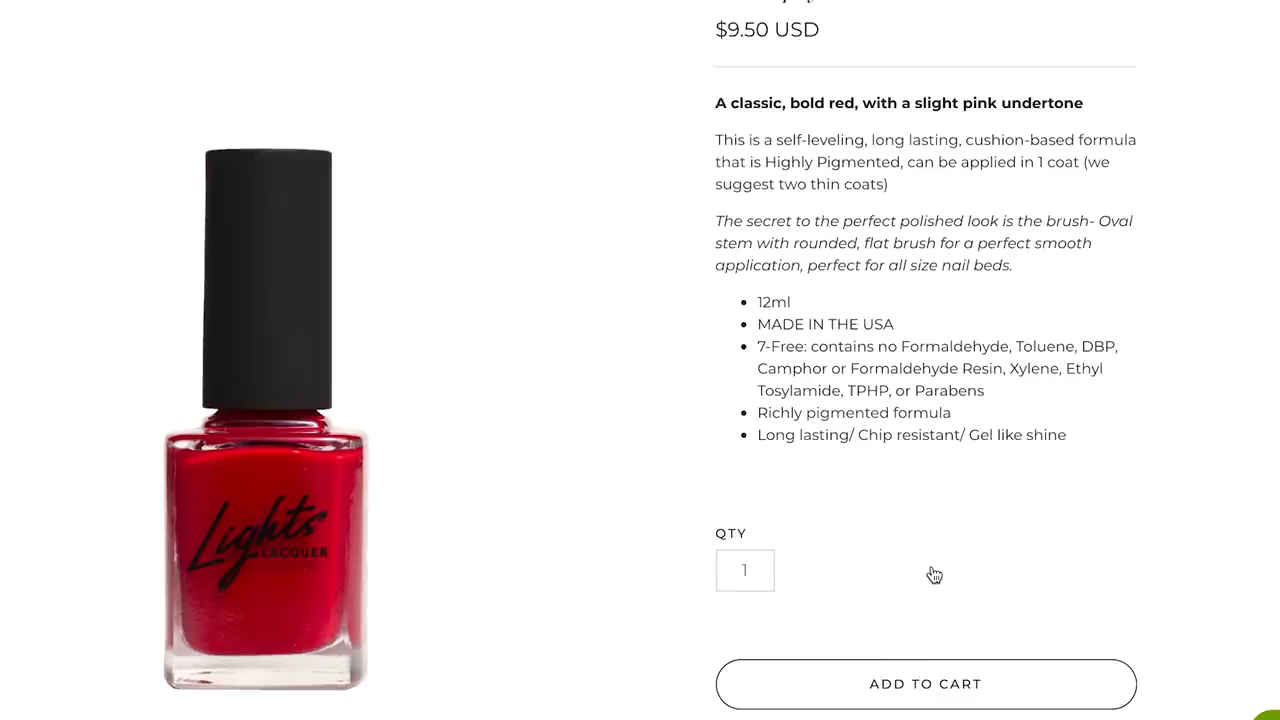 $9.50 USD
A classic, bold red, with a slight pink undertone
This is a self-leveling, long lasting, cushion-based formula
that is Highly Pigmented, can be applied in 1 coat (we
suggest two thin coats)
The secret to the perfect polished look is the brush- Oval
stem with rounded, flat brush for a perfect smooth
application, perfect for all size nail beds.
• 12ml
• MADE IN THE USA
• 7-Free: contains no Formaldehyde, Toluene, DBP,
Camphor or Formaldehyde Resin, Xylene, Ethyl
Tosylamide, TPHP, or Parabens
• Richly pigmented formula
• Long lasting/ Chip resistant/ Gel like shine
Lights
LACQUER
QTY
1
ADD TO CART